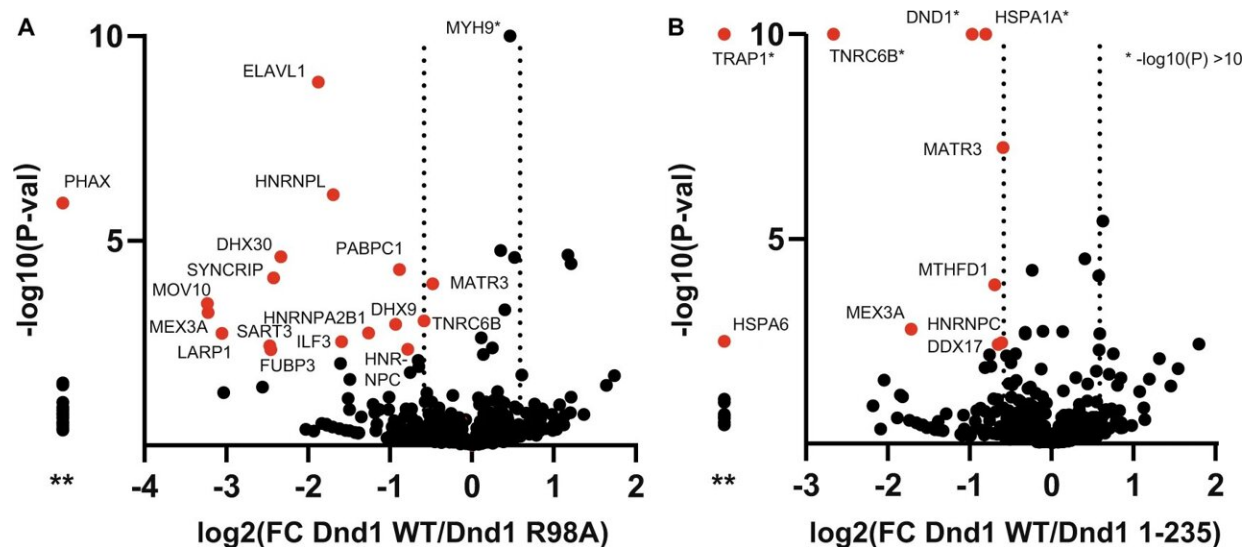 A
10
5
-log10(P-val)
MYH9*
ELAVL1
PHAX
HNRNPL
DHX30
PABPC1
SYNCRIP
MATR3
MOV10
HNRNPA2B1
DHX9
MEX3A
SART3
TNRC6B
LARP1
ILF3
FUBP3
HNR-
NPC
**
-4 -3 -2 -1 0 1 2
log2(FC Dnd1 WT/Dnd1 R98A)
B
10
5
-log10(P-val)
DND1*
HSPA1A*
TRAP1*
TNRC6B*
* -log10(P) >10
MATR3
MTHFD1
MEX3A
HNRNPC
HSPA6
DDX17
**
-3 -2 -1 0 1 2
log2(FC Dnd1 WT/Dnd1 1-235)